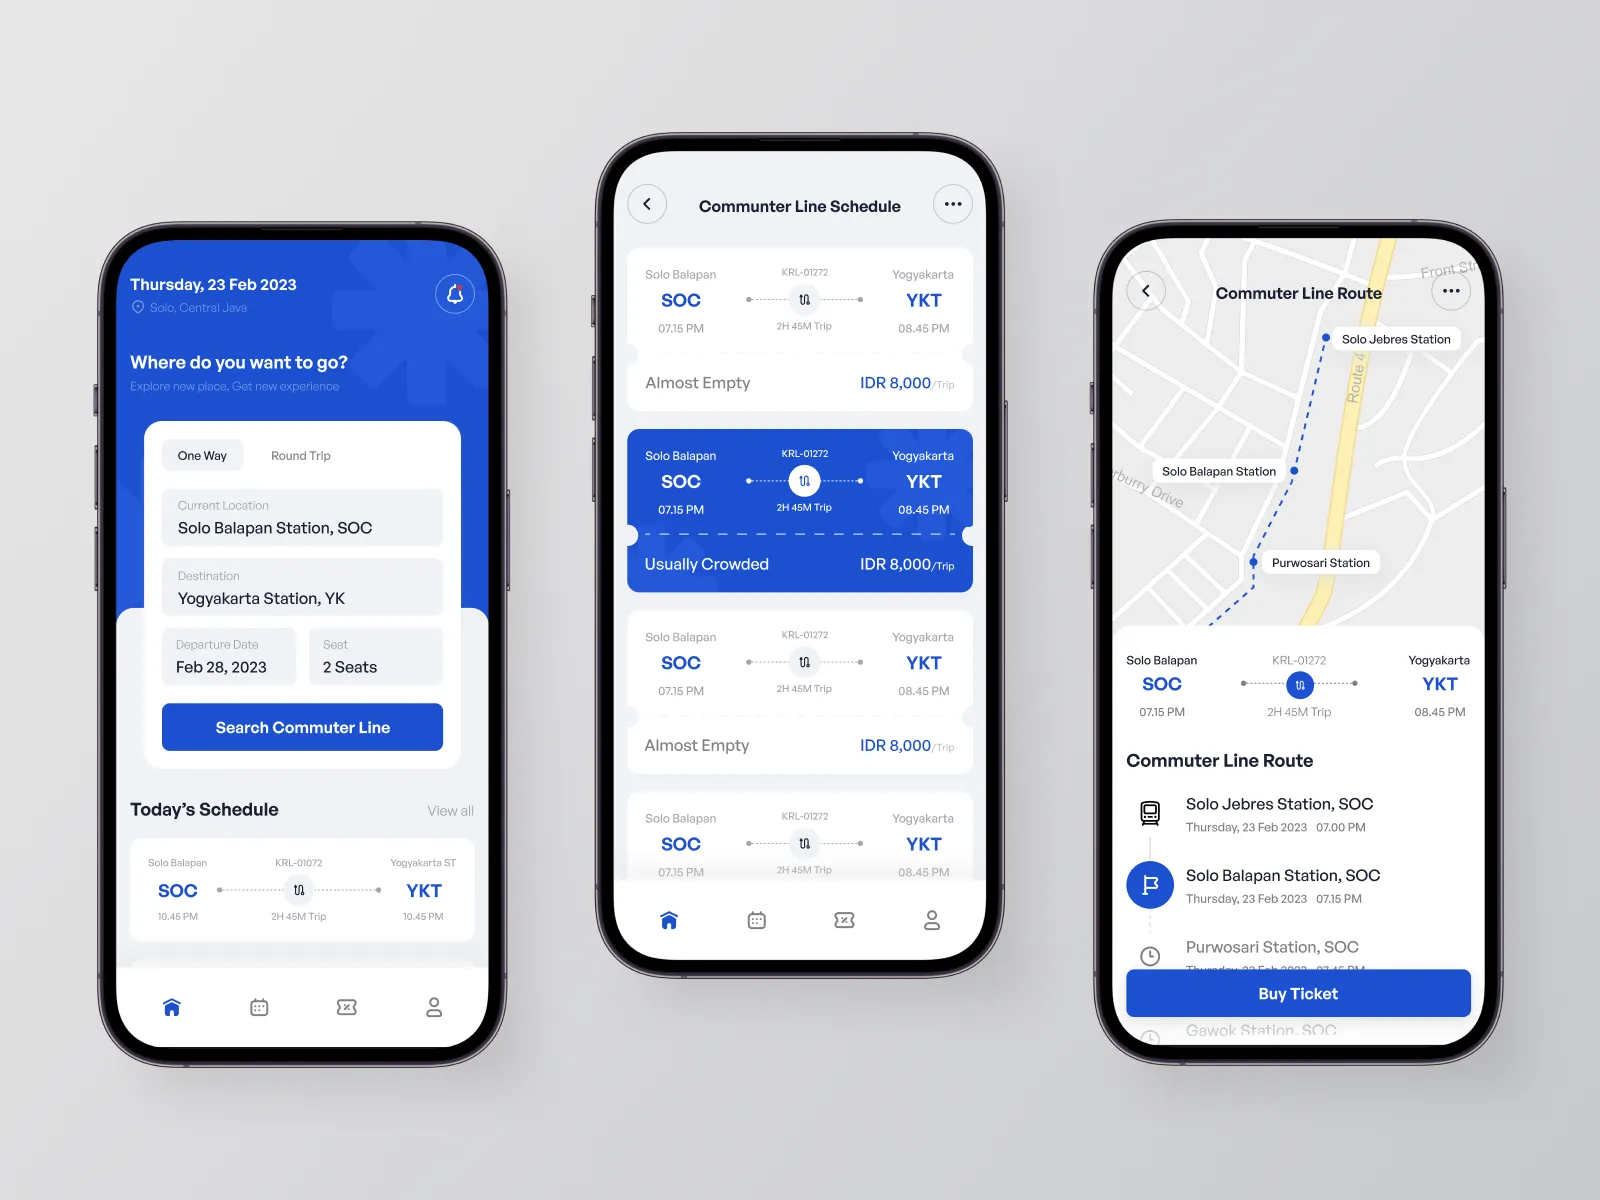 Thursday, 23 Feb 2023
Solo, Central Java
Where do you want to go?
Explore new place, Get new experience
One Way
Round Trip
Current Location
Solo Balapan Station, SOC
Destination
Yogyakarta Station, YK
Departure Date
Feb 28, 2023
Seat
2 Seats
Search Commuter Line
Today's Schedule
View all
Solo Balapan
KRL-01072
Yogyakarta ST
SOC
YKT
10.45 PM
2H 45M Trip
10.45 PM
Communter Line Schedule
Solo Balapan
KRL-01272
Yogyakarta
SOC
YKT
07.15 PM
2H 45M Trip
08.45 PM
Almost Empty
IDR 8,000/Trip
Solo Balapan
KRL-01272
Yogyakarta
SOC
YKT
07.15 PM
2H 45M Trip
08.45 PM
Usually Crowded
IDR 8,000/Trip
Solo Balapan
KRL-01272
Yogyakarta
SOC
YKT
07.15 PM
2H 45M Trip
08.45 PM
Almost Empty
IDR 8,000/Trip
Solo Balapan
KRL-01272
Yogyakarta
SOC
YKT
07.15 PM
2H 45M Trip
08.45 PM
Front Str
Commuter Line Route
Solo Jebres Station
Route 4
Solo Balapan Station
rburry Drive
Purwosari Station
Solo Balapan
KRL-01272
Yogyakarta
SOC
YKT
07.15 PM
2H 45M Trip
08.45 PM
Commuter Line Route
Solo Jebres Station, SOC
Thursday, 23 Feb 2023 07.00 PM
Solo Balapan Station, SOC
Thursday, 23 Feb 2023 07.15 PM
Purwosari Station, SOC
Thursday, 23 Feb 2023 07.45 PM
Buy Ticket
Gawok Station, SOC